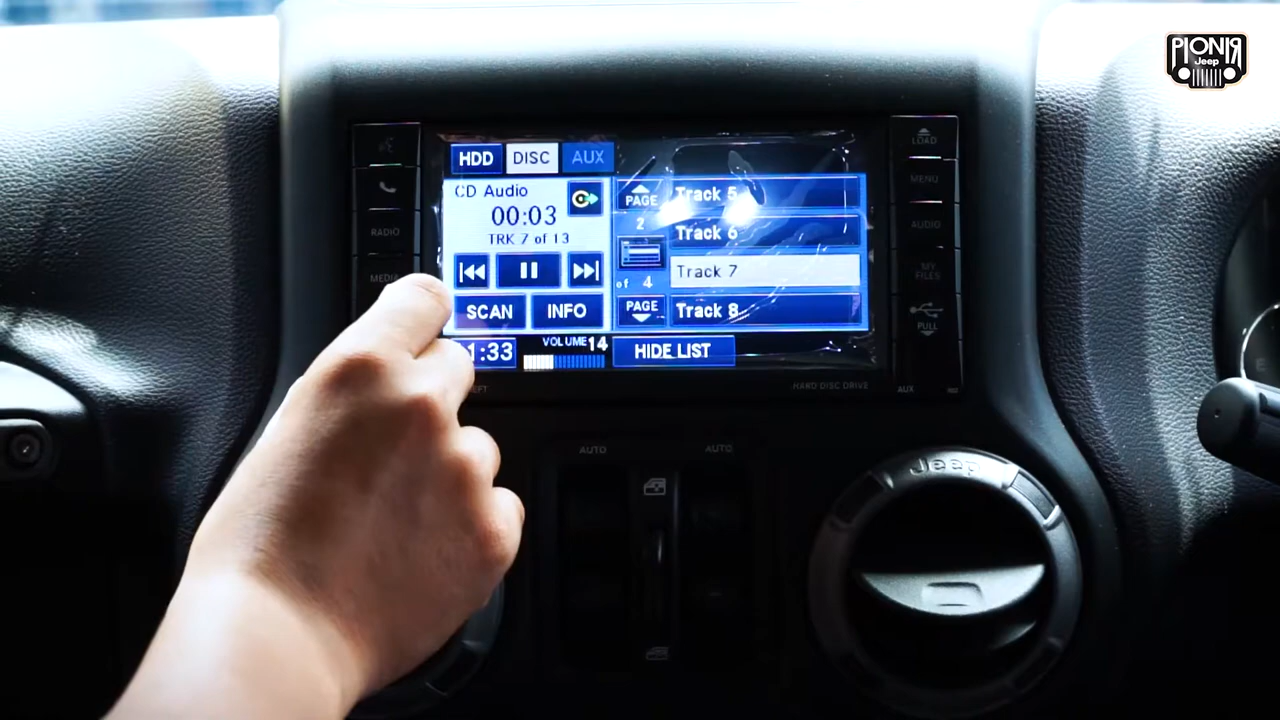 PIONIR
Jeep
LOAD
HDD DISC AUX
MENU
CD Audio
PAGE
Track 5
00:03
2
RADIO
Track 6
AUDIO
TRK 7 of 13
MEDIA
Track 7
MY
FILES
of 4
SCAN INFO
PAGE
Track 8
PULL
1:33
VOLUME 14
HIDE LIST
HARD DISC DRIVE
AUX
AUTO AUTO
Jeep